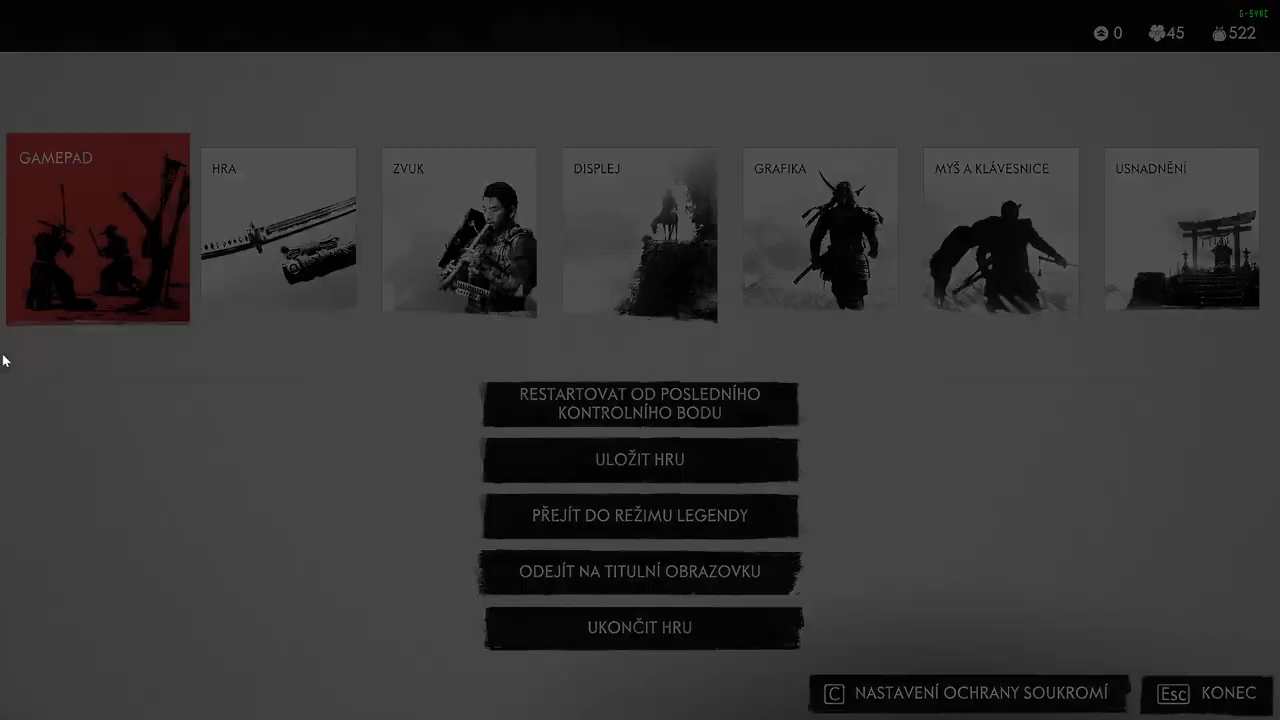 G-SYNC
0
45
522
GAMEPAD
HRA
ZVUK
DISPLEJ
GRAFIKA
MYŠ A KLÁVESNICE
USNADNĚNÍ
RESTARTOVAT OD POSLEDNÍHO
KONTROLNÍHO BODU
ULOŽIT HRU
PŘEJÍT DO REŽIMU LEGENDY
ODEJÍT NA TITULNÍ OBRAZOVKU
UKONČIT HRU
C NASTAVENÍ OCHRANY SOUKROMÍ
Esc KONEC